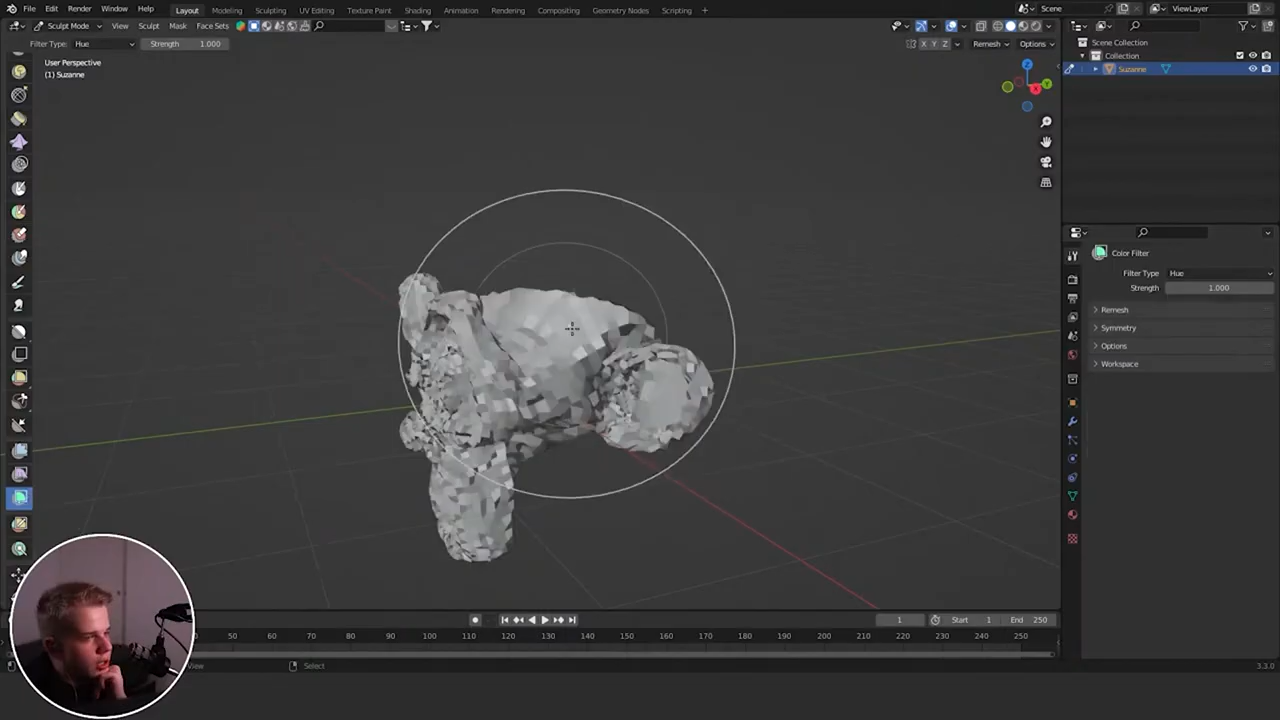 File Edit Render Window Help Layout Modeling Sculpting UV Editing Texture Paint Shading Animation Rendering Compositing Geometry Nodes Scripting + Scene ViewLayer
Sculpt Mode View Sculpt Mask Face Sets
Filter Type: Hue Strength 1.000 X Y Z Remesh Options
User Perspective
(1) Suzanne
Z
Y
X
Scene Collection
Collection
Suzanne
Color Filter
Filter Type Hue
Strength 1.000
Remesh
Symmetry
Options
Workspace
1 Start 1 End 250
50 60 70 80 90 100 110 120 130 140 150 160 170 180 190 200 210 220 230 240 250
View Select 3.3.0